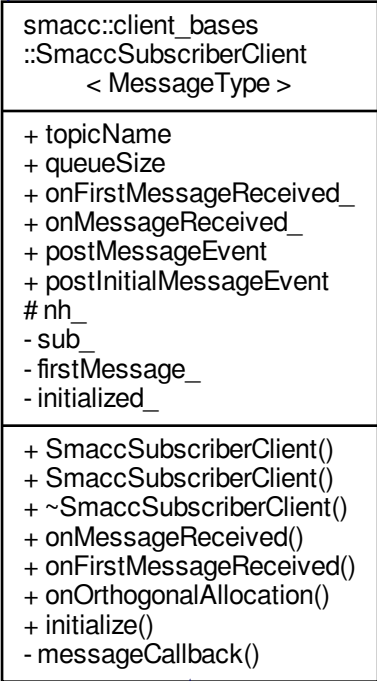 smacc::client_bases
::SmaccSubscriberClient
< MessageType >
+ topicName
+ queueSize
+ onFirstMessageReceived_
+ onMessageReceived_
+ postMessageEvent
+ postInitialMessageEvent
# nh_
- sub_
- firstMessage_
- initialized_
+ SmaccSubscriberClient()
+ SmaccSubscriberClient()
+ ~SmaccSubscriberClient()
+ onMessageReceived()
+ onFirstMessageReceived()
+ onOrthogonalAllocation()
+ initialize()
- messageCallback()